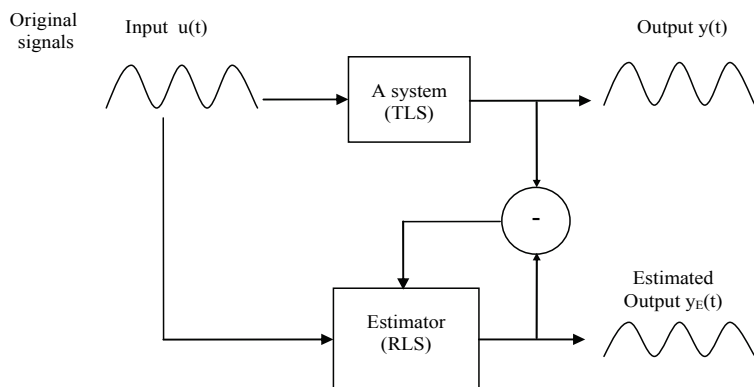 Original
signals
Input u(t)
Output y(t)
A system
(TLS)
-
Estimated
Output yE(t)
Estimator
(RLS)